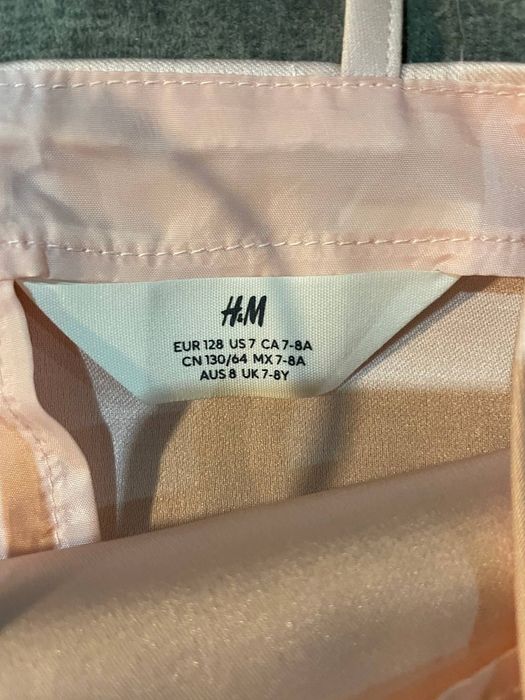 H&M
EUR 128 US 7 CA 7-8A
CN 130/64 MX 7-8A
AUS 8 UK 7-8Y